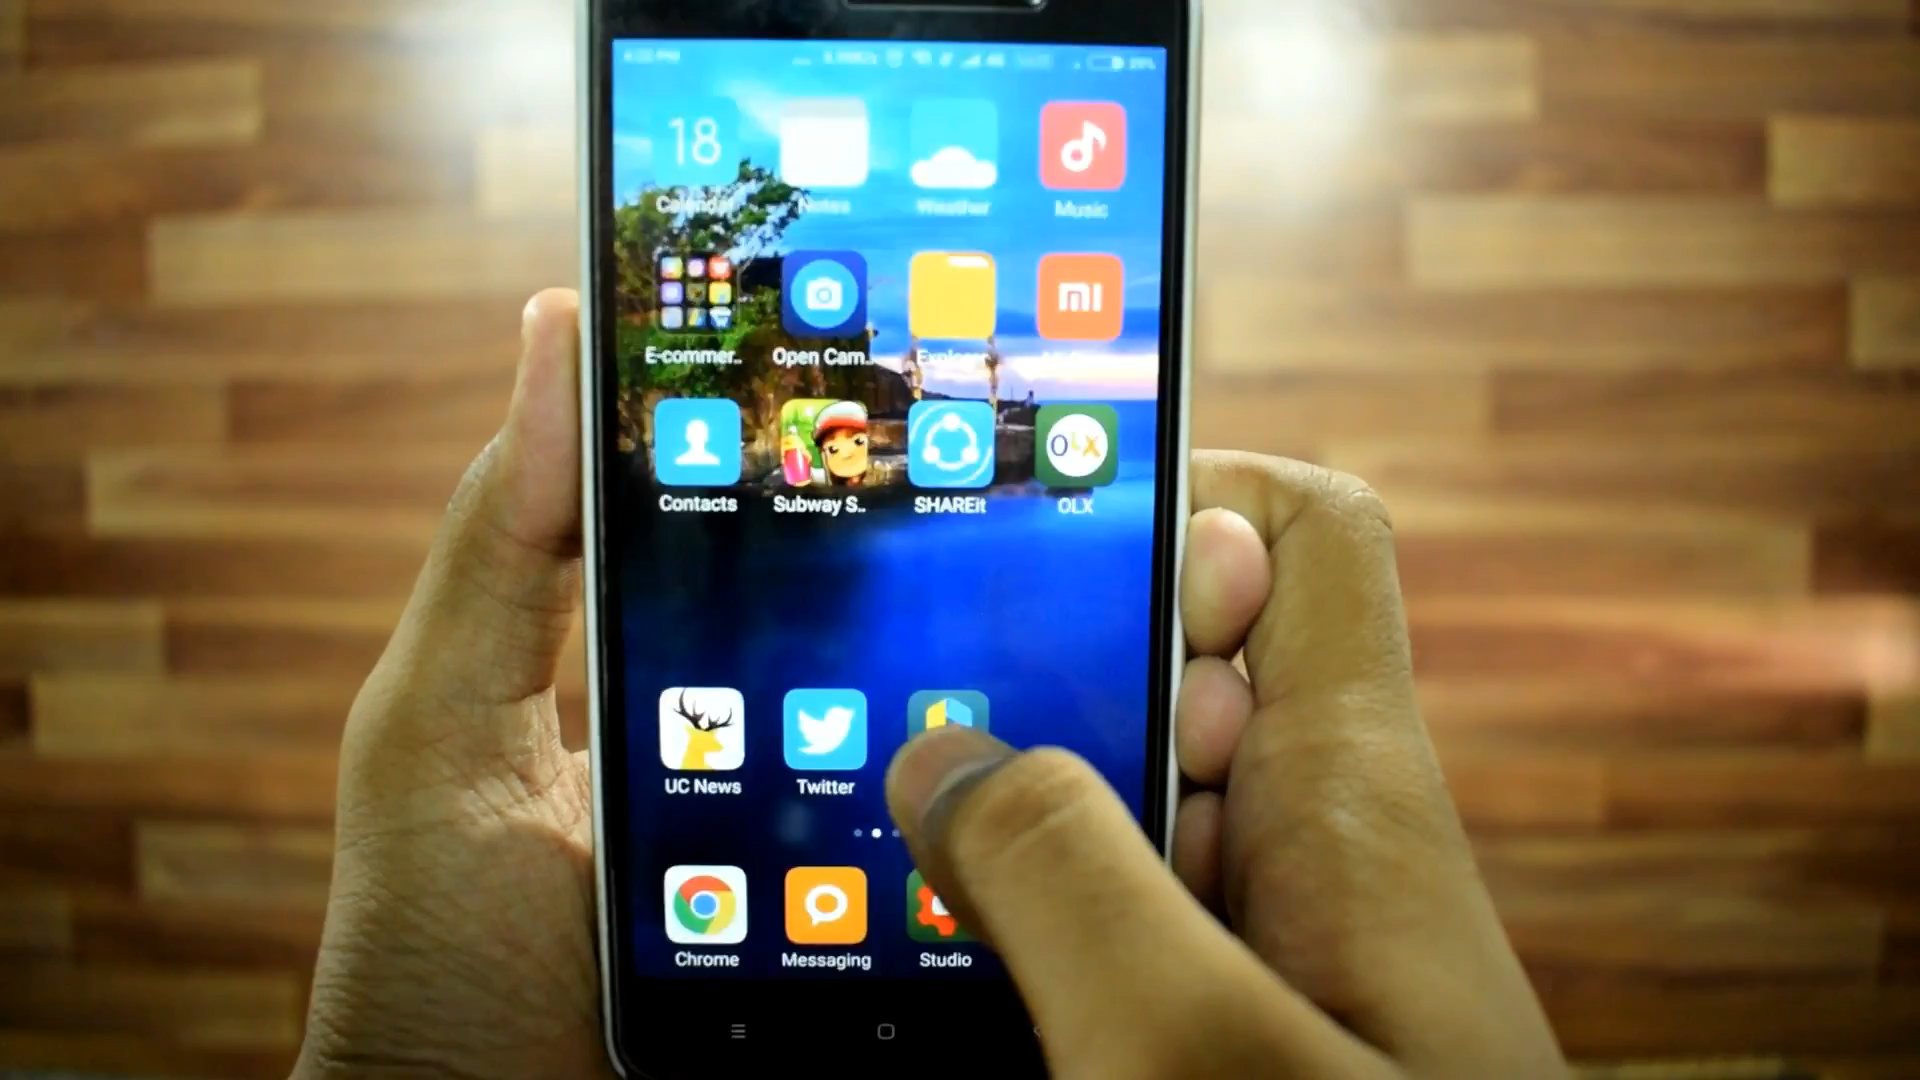 18
Calendar Notes Weather Music
mi
E-commer.. Open Cam.. Explorer
OLX
Contacts Subway S.. SHAREit OLX
UC News Twitter
Chrome Messaging Studio